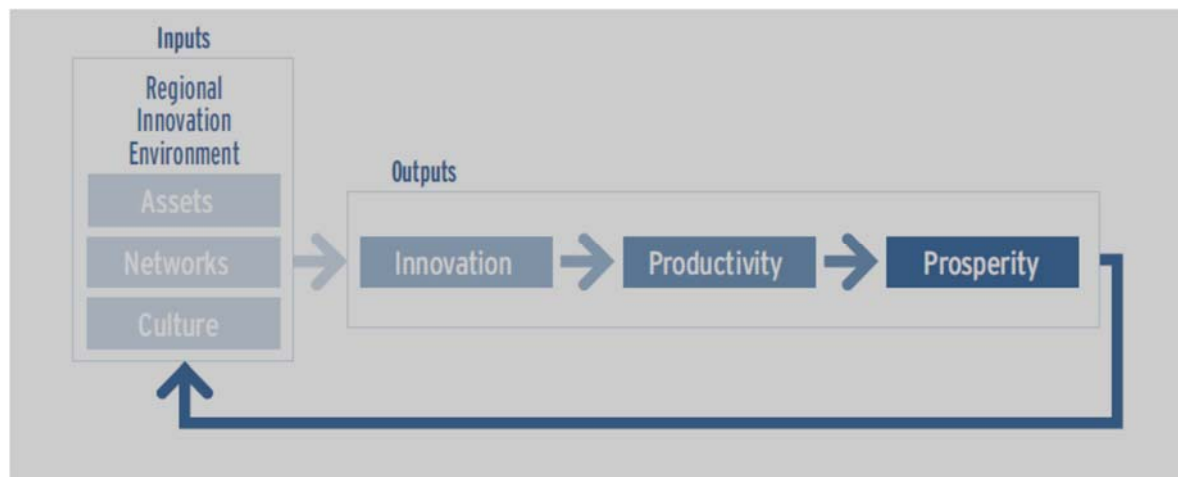 Inputs
Regional
Innovation
Environment
Assets
Networks
Culture
Outputs
Innovation
Productivity
Prosperity